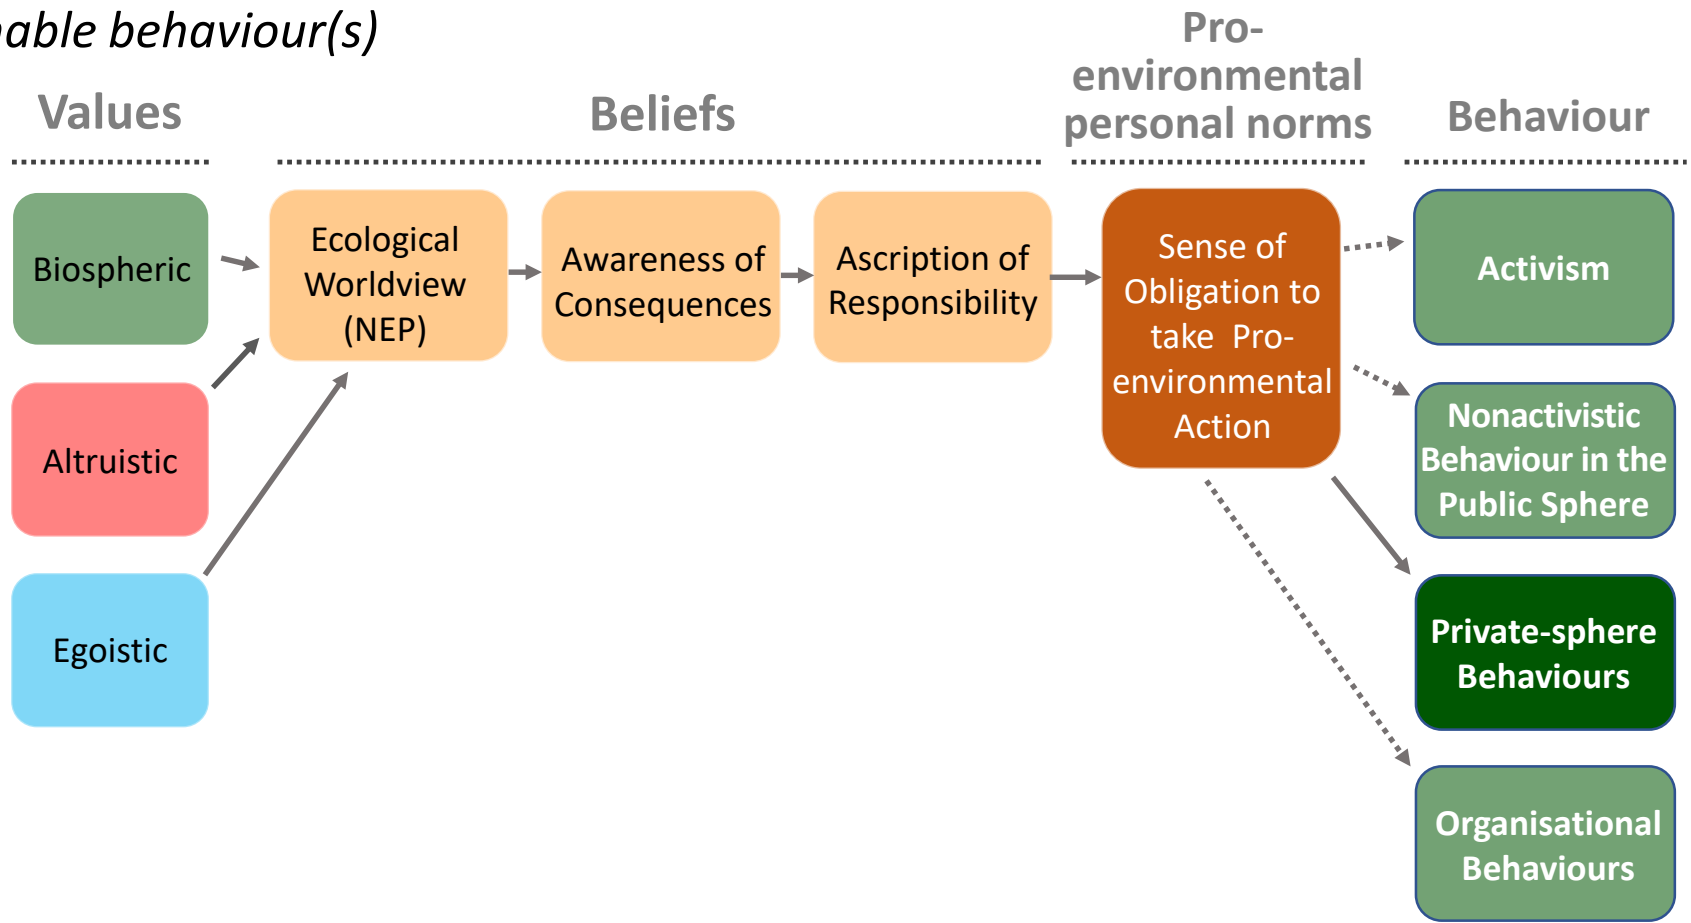 nable behaviour(s)
Values
Beliefs
Pro-
environmental
personal norms
Behaviour
Biospheric
Altruistic
Egoistic
Ecological
Worldview
(NEP)
Awareness of
Consequences
Ascription of
Responsibility
Sense of
Obligation to
take  Pro-
environmental
Action
Activism
Nonactivistic
Behaviour in the
Public Sphere
Private-sphere
Behaviours
Organisational
Behaviours